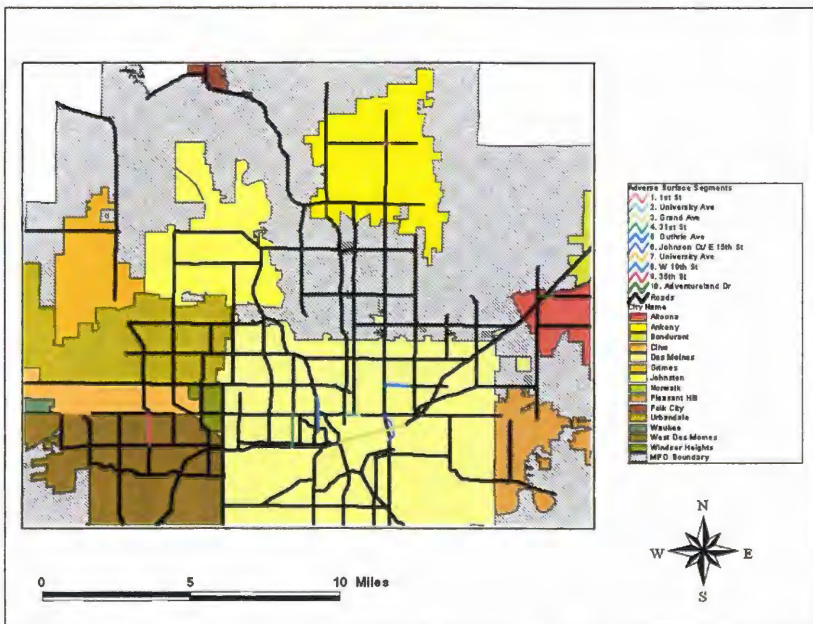 Adverse Surface Segments
1. 1st St
2. University Ave
3. Grand Ave
4. 31st St
5. Guthrie Ave
6. Johnson Ct/ E 15th St
7. University Ave
8. W 10th St
9. 35th St
10. Adventureland Dr
Roads
City Name
Altoona
Ankeny
Bondurant
Clive
Des Moines
Grimes
Johnston
Norwalk
Pleasant Hill
Polk City
Urbandale
Waukee
West Des Moines
Windsor Heights
MPO Boundary
N
W E
S
0 5 10 Miles